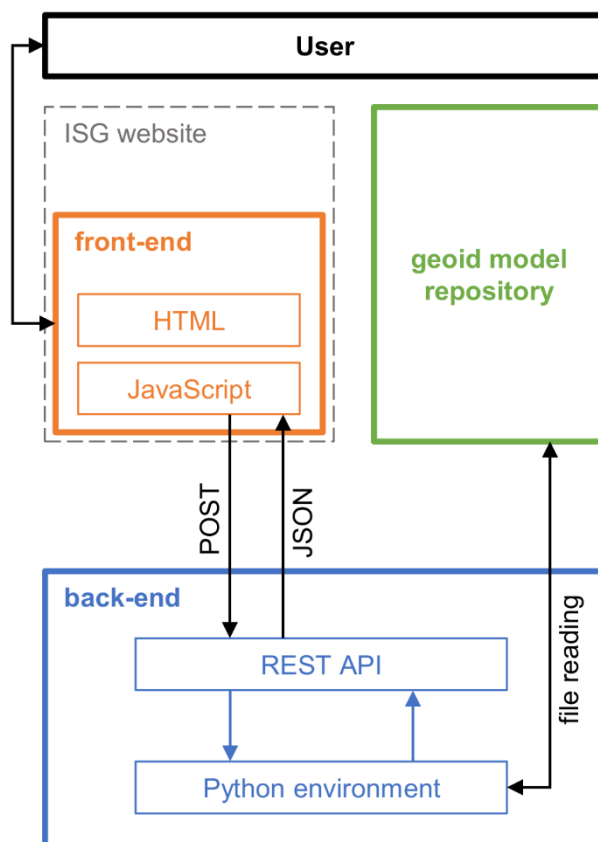 User
ISG website
front-end
HTML
JavaScript
geoid model
repository
POST
JSON
file reading
back-end
REST API
Python environment